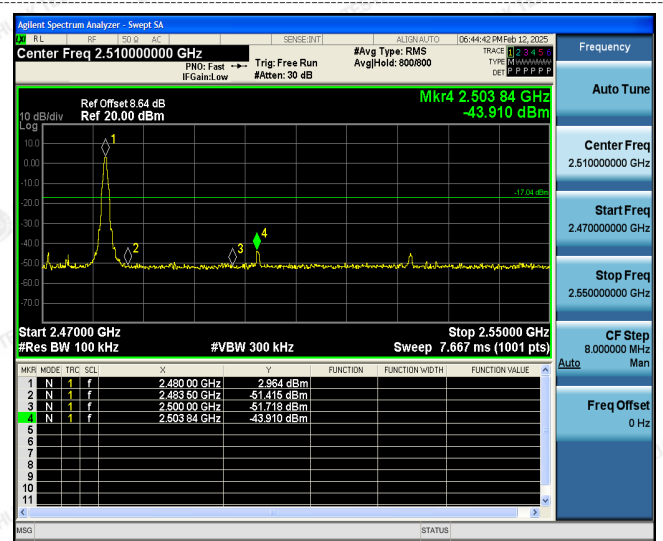 Agilent Spectrum Analyzer - Swept SA
LXI RL RF 50 Ω AC SENSE:INT ALIGN AUTO 06:44:42 PM Feb 12, 2025
Center Freq 2.510000000 GHz
PNO: Fast
IFGain:Low
Trig: Free Run
#Atten: 30 dB
#Avg Type: RMS
Avg|Hold: 800/800
TRACE 1 2 3 4 5 6
TYPE M WWWWW
DET P P P P P P
Frequency
Auto Tune
Center Freq
2.510000000 GHz
Start Freq
2.470000000 GHz
Stop Freq
2.550000000 GHz
CF Step
8.000000 MHz
Auto Man
Freq Offset
0 Hz
Mkr4 2.503 84 GHz
-43.910 dBm
Ref Offset 8.64 dB
10 dB/div Ref 20.00 dBm
Log
1
10.0
0.00
-10.0
-17.04 dBm
-20.0
-30.0
4
-40.0
2
3
-50.0
-60.0
-70.0
Start 2.47000 GHz Stop 2.55000 GHz
#Res BW 100 kHz #VBW 300 kHz Sweep 7.667 ms (1001 pts)
MKR MODE TRC SCL X Y FUNCTION FUNCTION WIDTH FUNCTION VALUE
1 N 1 f 2.480 00 GHz 2.964 dBm
2 N 1 f 2.483 50 GHz -51.415 dBm
3 N 1 f 2.500 00 GHz -51.718 dBm
4 N 1 f 2.503 84 GHz -43.910 dBm
5
6
7
8
9
10
11
MSG STATUS